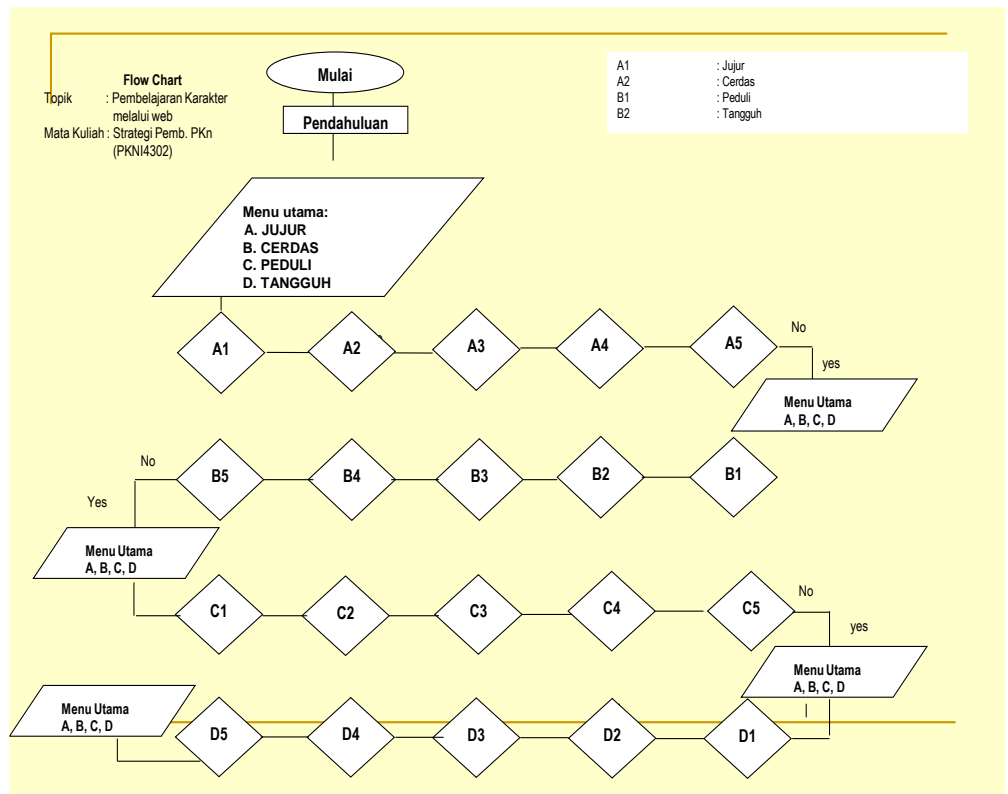 Flow Chart
Topik : Pembelajaran Karakter
melalui web
Mata Kuliah : Strategi Pemb. PKn
(PKNI4302)
Mulai
Pendahuluan
A1 : Jujur
A2 : Cerdas
B1 : Peduli
B2 : Tangguh
Menu utama:
A. JUJUR
B. CERDAS
C. PEDULI
D. TANGGUH
A1
A2
A3
A4
A5
No
yes
Menu Utama
A, B, C, D
No
B5
B4
B3
B2
B1
Yes
Menu Utama
A, B, C, D
C1
C2
C3
C4
C5
No
yes
Menu Utama
A, B, C, D
Menu Utama
A, B, C, D
D5
D4
D3
D2
D1